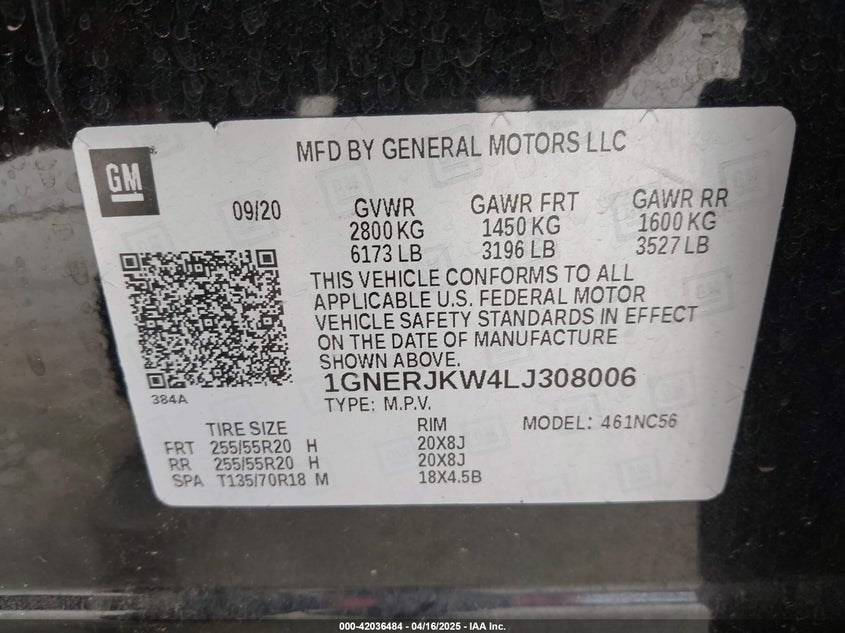 MFD BY GENERAL MOTORS LLC
GM
09/20 GVWR GAWR FRT GAWR RR
2800 KG 1450 KG 1600 KG
6173 LB 3196 LB 3527 LB
THIS VEHICLE CONFORMS TO ALL
APPLICABLE U.S. FEDERAL MOTOR
VEHICLE SAFETY STANDARDS IN EFFECT
ON THE DATE OF MANUFACTURE
SHOWN ABOVE.
384A
1GNERJKW4LJ308006
TYPE: M.P.V.
TIRE SIZE RIM MODEL: 461NC56
FRT 255/55R20 H 20X8J
RR 255/55R20 H 20X8J
SPA T135/70R18 M 18X4.5B
000-42036484 - 04/16/2025 - IAA Inc.